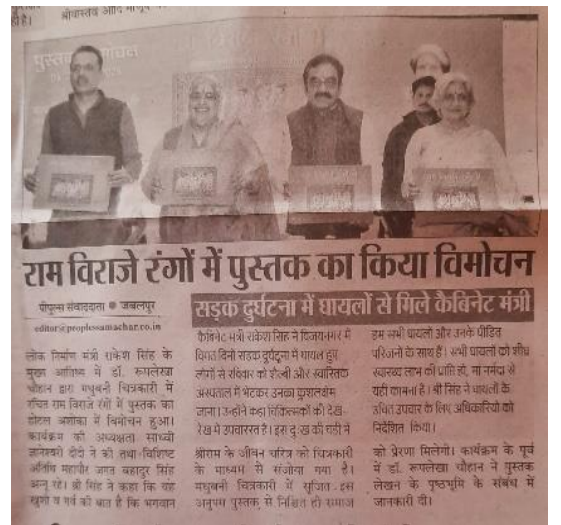 श्रीवास्तव आदि
ही है।
पुस्तक विमोचन
राम विराजे रंगों में पुस्तक का किया विमोचन
पीपुल्स संवाददाता ● जबलपुर
editor@peoplessamachar.co.in
लोक निर्माण मंत्री राकेश सिंह के
मुख्य आतिथ्य में डॉ. रूपलेखा
चौहान द्वारा मधुबनी चित्रकारी में
रचित राम विराजे रंगों में पुस्तक का
होटल में विमोचन हुआ।
कार्यक्रम की अध्यक्षता साध्वी
ज्ञानेश्वरी दीदी ने की तथा विशिष्ट
अतिथि महापौर जगत बहादुर सिंह
अन्नू रहे। श्री सिंह ने कहा कि यह
खुशी व गर्व की बात है कि भगवान
सड़क दुर्घटना में घायलों से मिले कैबिनेट मंत्री
कैबिनेट मंत्री राकेश सिंह ने विजयनगर में
विगत दिनों सड़क दुर्घटना में घायल हुए
लोगों से रविवार को शैल्बी और स्वास्तिक
अस्पताल में भेंटकर उनका कुशलक्षेम
जाना। उन्होंने कहा चिकित्सकों की देख-
रेख में उपचाररत है। इस दु:ख की घड़ी में
हम सभी घायलों और उनके पीड़ित
परिजनों के साथ हैं। सभी घायलों को शीघ्र
स्वास्थ्य लाभ की प्राप्ति हो, मां नर्मदा से
यही कामना है। श्री सिंह ने घायलों के
उचित उपचार के लिए अधिकारियों को
निर्देशित किया।
श्रीराम के जीवन चरित्र को चित्रकारी
के माध्यम से संजोया गया है।
मधुबनी चित्रकारी में सृजित इस
अनुपम पुस्तक से निश्चित ही समाज
को प्रेरणा मिलेगी। कार्यक्रम के पूर्व
में डॉ. रूपलेखा चौहान ने पुस्तक
लेखन के पृष्ठभूमि के संबंध में
जानकारी दी।